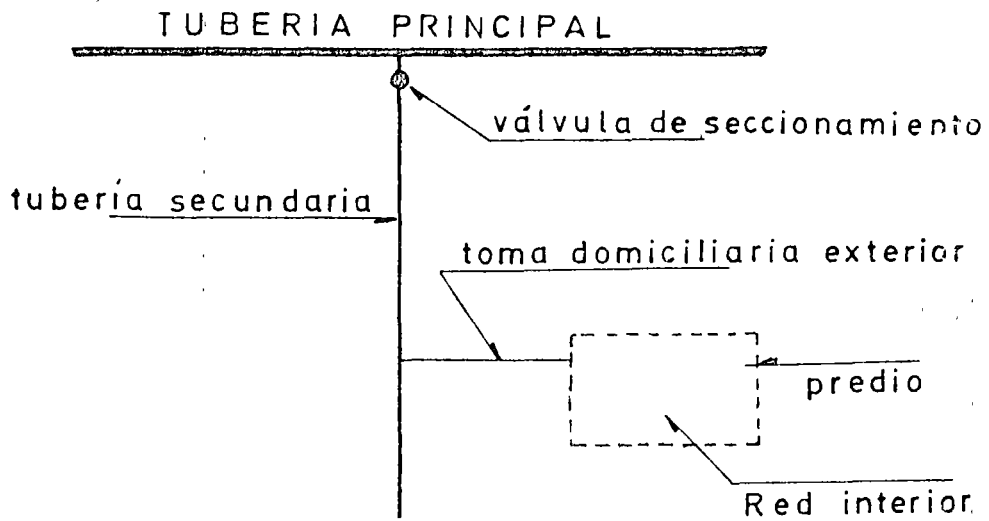 TUBERIA PRINCIPAL
válvula de seccionamiento
tubería secundaria
toma domiciliaria exterior
predio
Red interior.